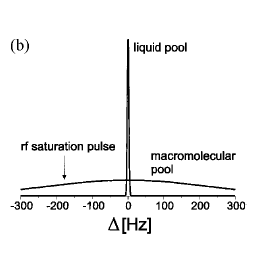 (b)
liquid pool
rf saturation pulse
macromolecular
pool
-300 -200 -100 0 100 200 300
Δ[Hz]